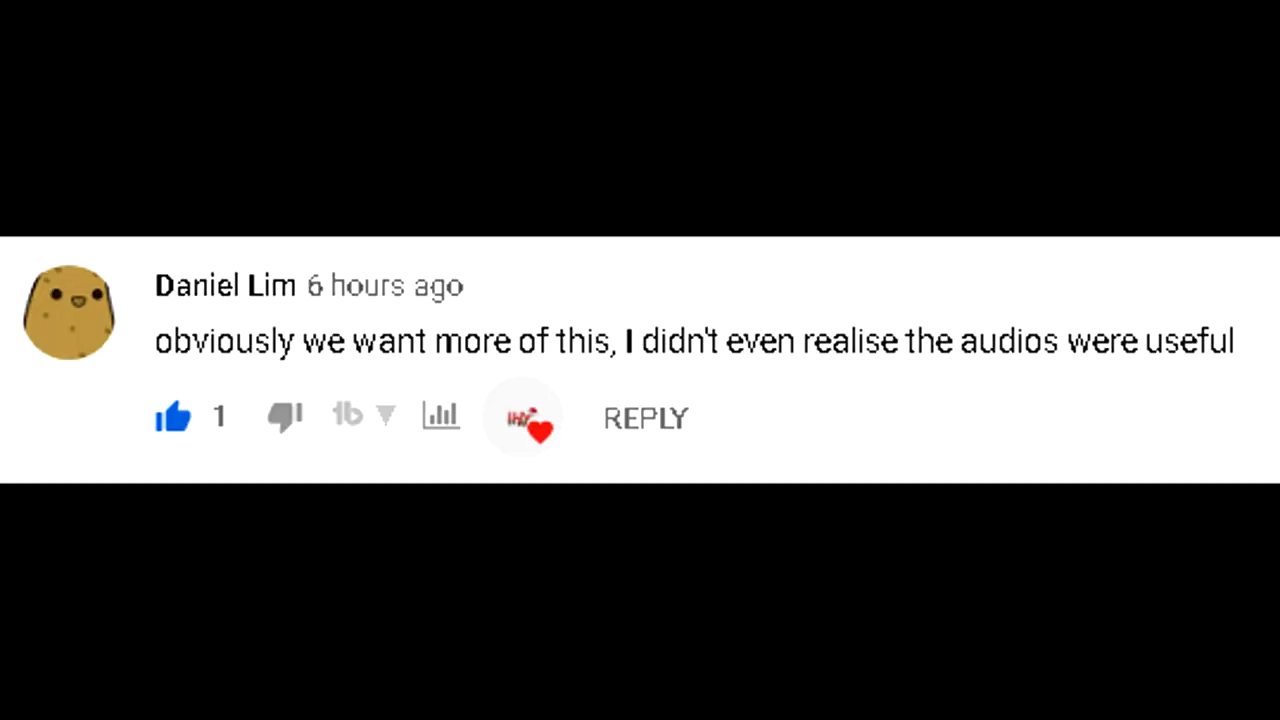 Daniel Lim 6 hours ago
obviously we want more of this, I didn't even realise the audios were useful
1 tb REPLY